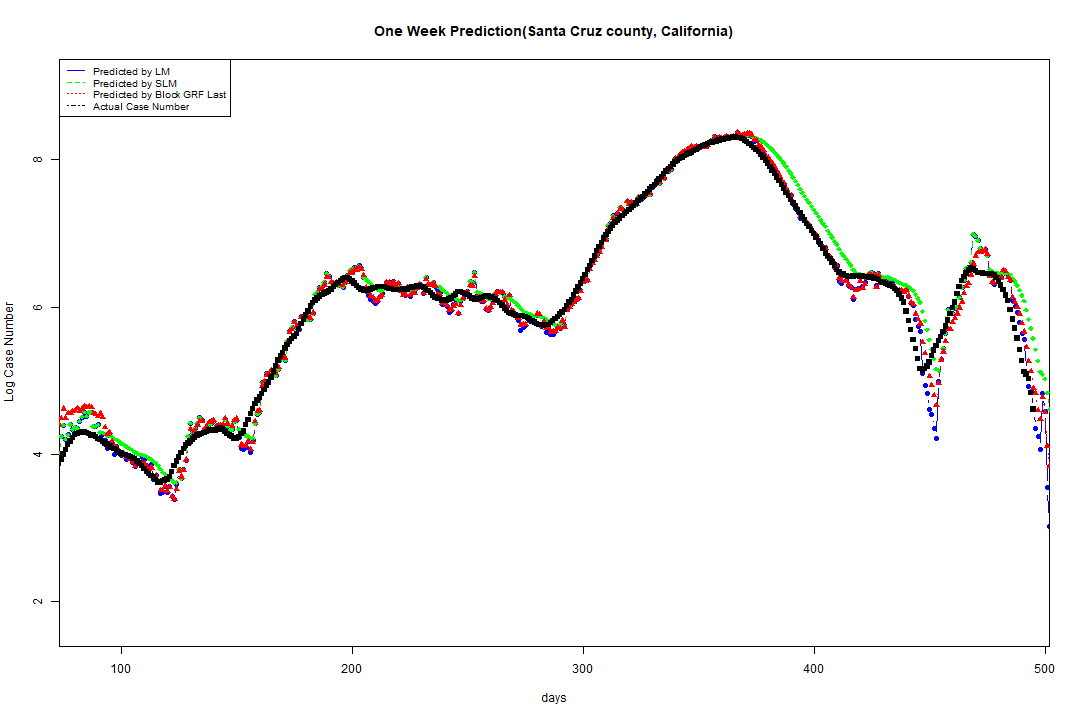 One Week Prediction(Santa Cruz county, California)
Predicted by LM
Predicted by SLM
Predicted by Block GRF Last
Actual Case Number
8
6
4
2
Log Case Number
100 200 300 400 500
days